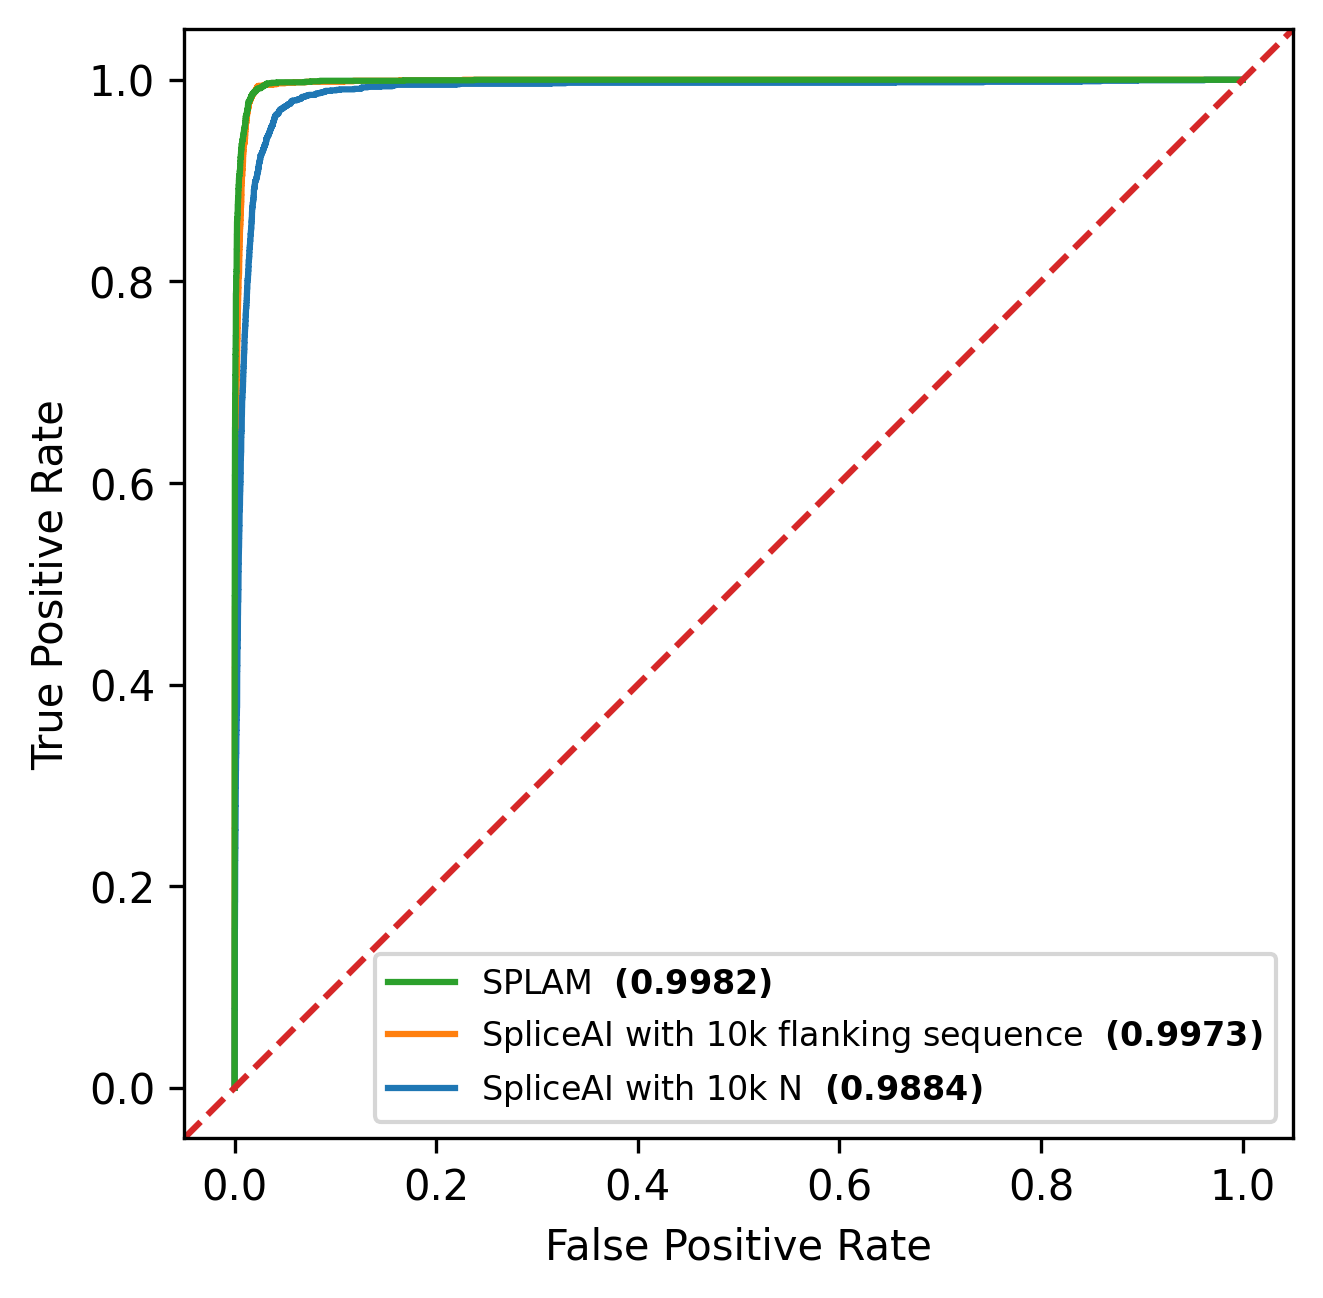 1.0
0.8
0.6
0.4
0.2
0.0
True Positive Rate
SPLAM (0.9982)
SpliceAI with 10k flanking sequence (0.9973)
SpliceAI with 10k N (0.9884)
0.0 0.2 0.4 0.6 0.8 1.0
False Positive Rate